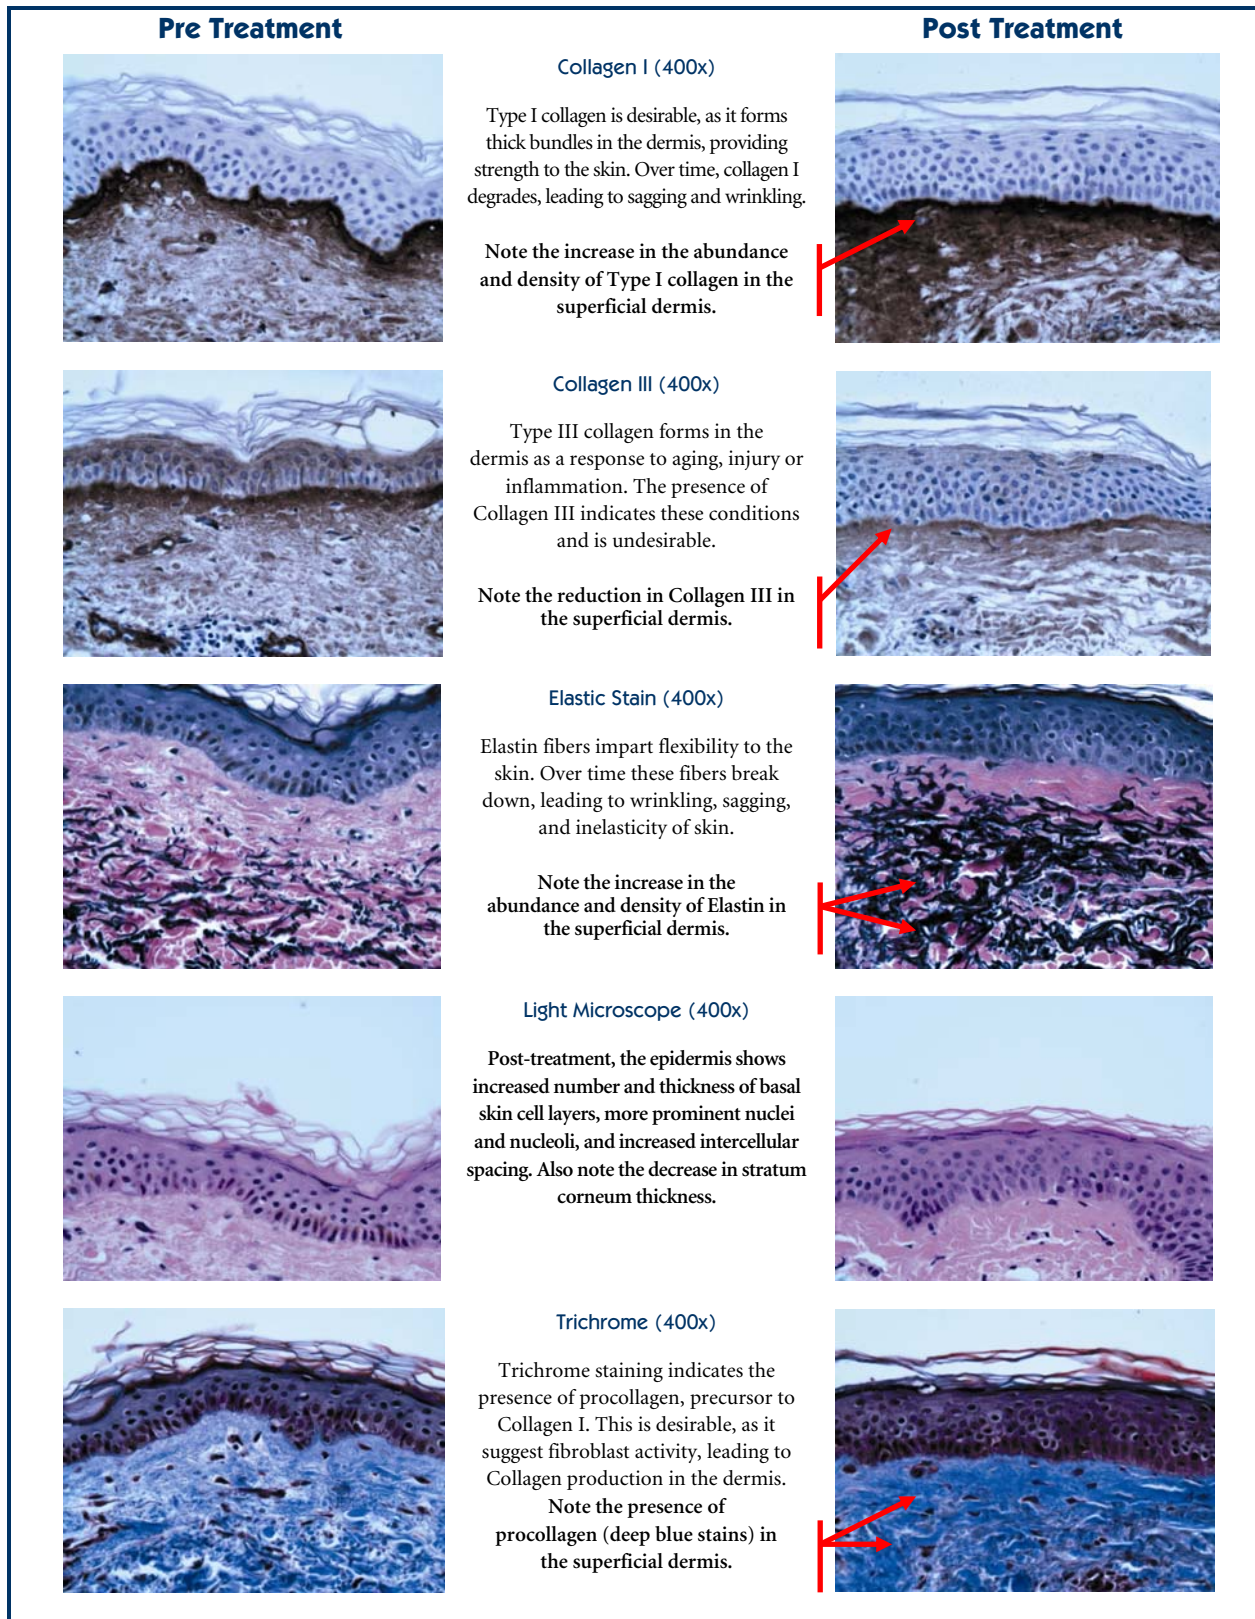 Pre Treatment
Post Treatment
Collagen I (400x)
Type I collagen is desirable, as it forms
thick bundles in the dermis, providing
strength to the skin. Over time, collagen I
degrades, leading to sagging and wrinkling.
Note the increase in the abundance
and density of Type I collagen in the
superficial dermis.
Collagen III (400x)
Type III collagen forms in the
dermis as a response to aging, injury or
inflammation. The presence of
Collagen III indicates these conditions
and is undesirable.
Note the reduction in Collagen III in
the superficial dermis.
Elastic Stain (400x)
Elastin fibers impart flexibility to the
skin. Over time these fibers break
down, leading to wrinkling, sagging,
and inelasticity of skin.
Note the increase in the
abundance and density of Elastin in
the superficial dermis.
Light Microscope (400x)
Post-treatment, the epidermis shows
increased number and thickness of basal
skin cell layers, more prominent nuclei
and nucleoli, and increased intercellular
spacing. Also note the decrease in stratum
corneum thickness.
Trichrome (400x)
Trichrome staining indicates the
presence of procollagen, precursor to
Collagen I. This is desirable, as it
suggest fibroblast activity, leading to
Collagen production in the dermis.
Note the presence of
procollagen (deep blue stains) in
the superficial dermis.